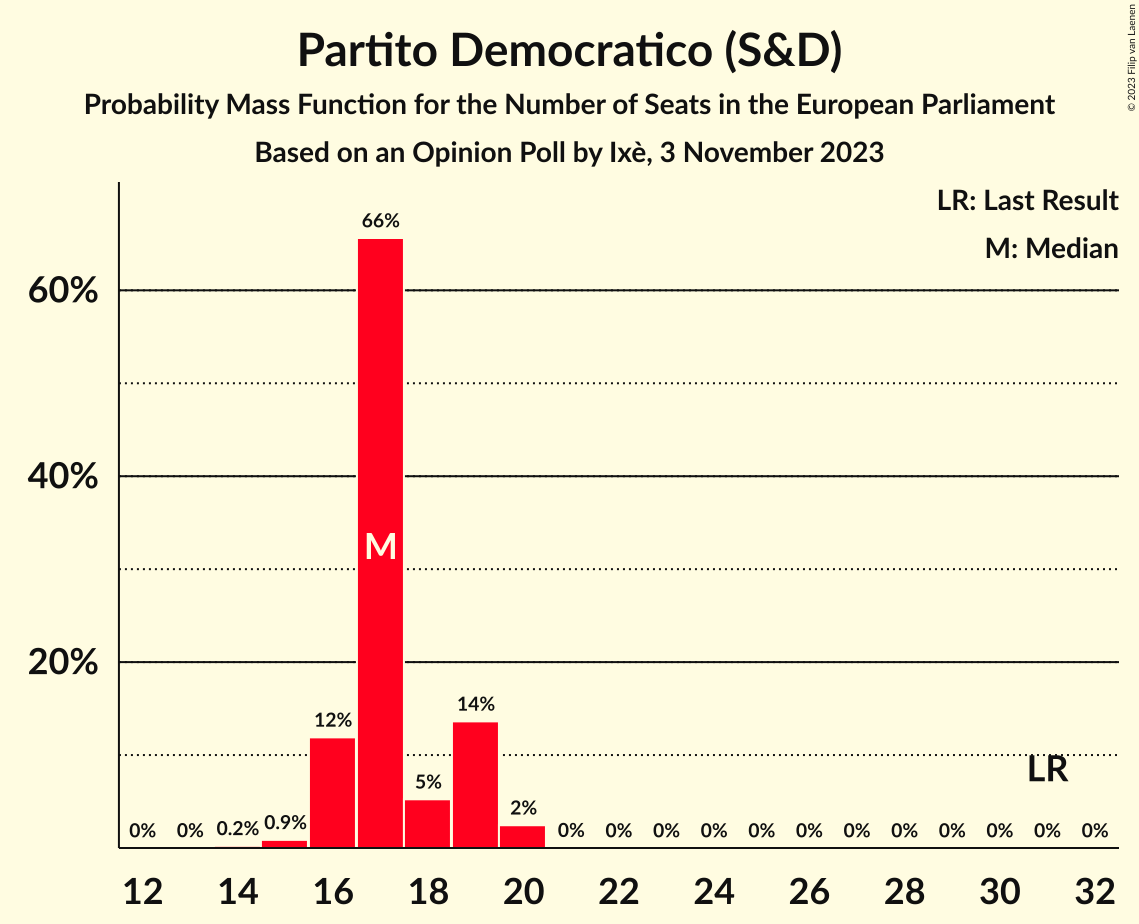 Partito Democratico (S&D)
Probability Mass Function for the Number of Seats in the European Parliament
Based on an Opinion Poll by Ixè, 3 November 2023
© 2023 Filip van Laenen
LR: Last Result
M: Median
60%
40%
20%
0% 0% 0.2% 0.9% 12% 66% 5% 14% 2% 0% 0% 0% 0% 0% 0% 0% 0% 0% 0% 0% 0%
M
LR
12 14 16 18 20 22 24 26 28 30 32